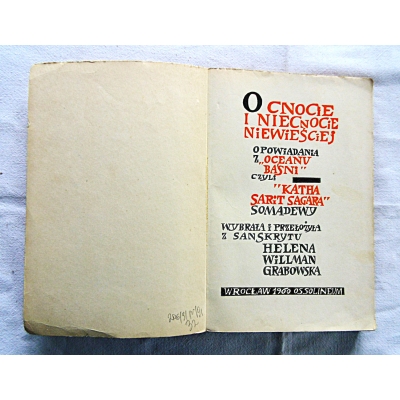 O CNOCIE
I NIECNOCIE
NIEWIEŚCIEJ
OPOWIADANIA
Z „OCEANU
BAŚNI"
CZYLI
"KATHA
SARIT SAGARA"
SOMADEWY
WYBRAŁA I PRZEŁOŻYŁA
Z SANSKRYTU
HELENA
WILLMAN
GRABOWSKA
WROCŁAW 1960 OSSOLINEUM